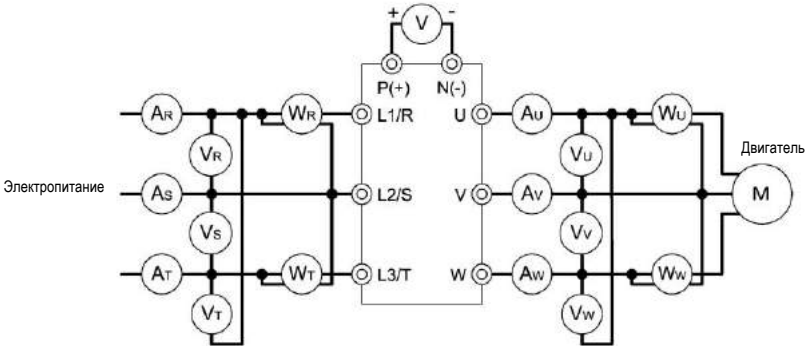 + V -
P(+) N(-)
AR WR L1/R U AU WU
Двигатель
VR VU
Электропитание
AS L2/S V AV M
VS VV
AT WT L3/T W AW WW
VT VW